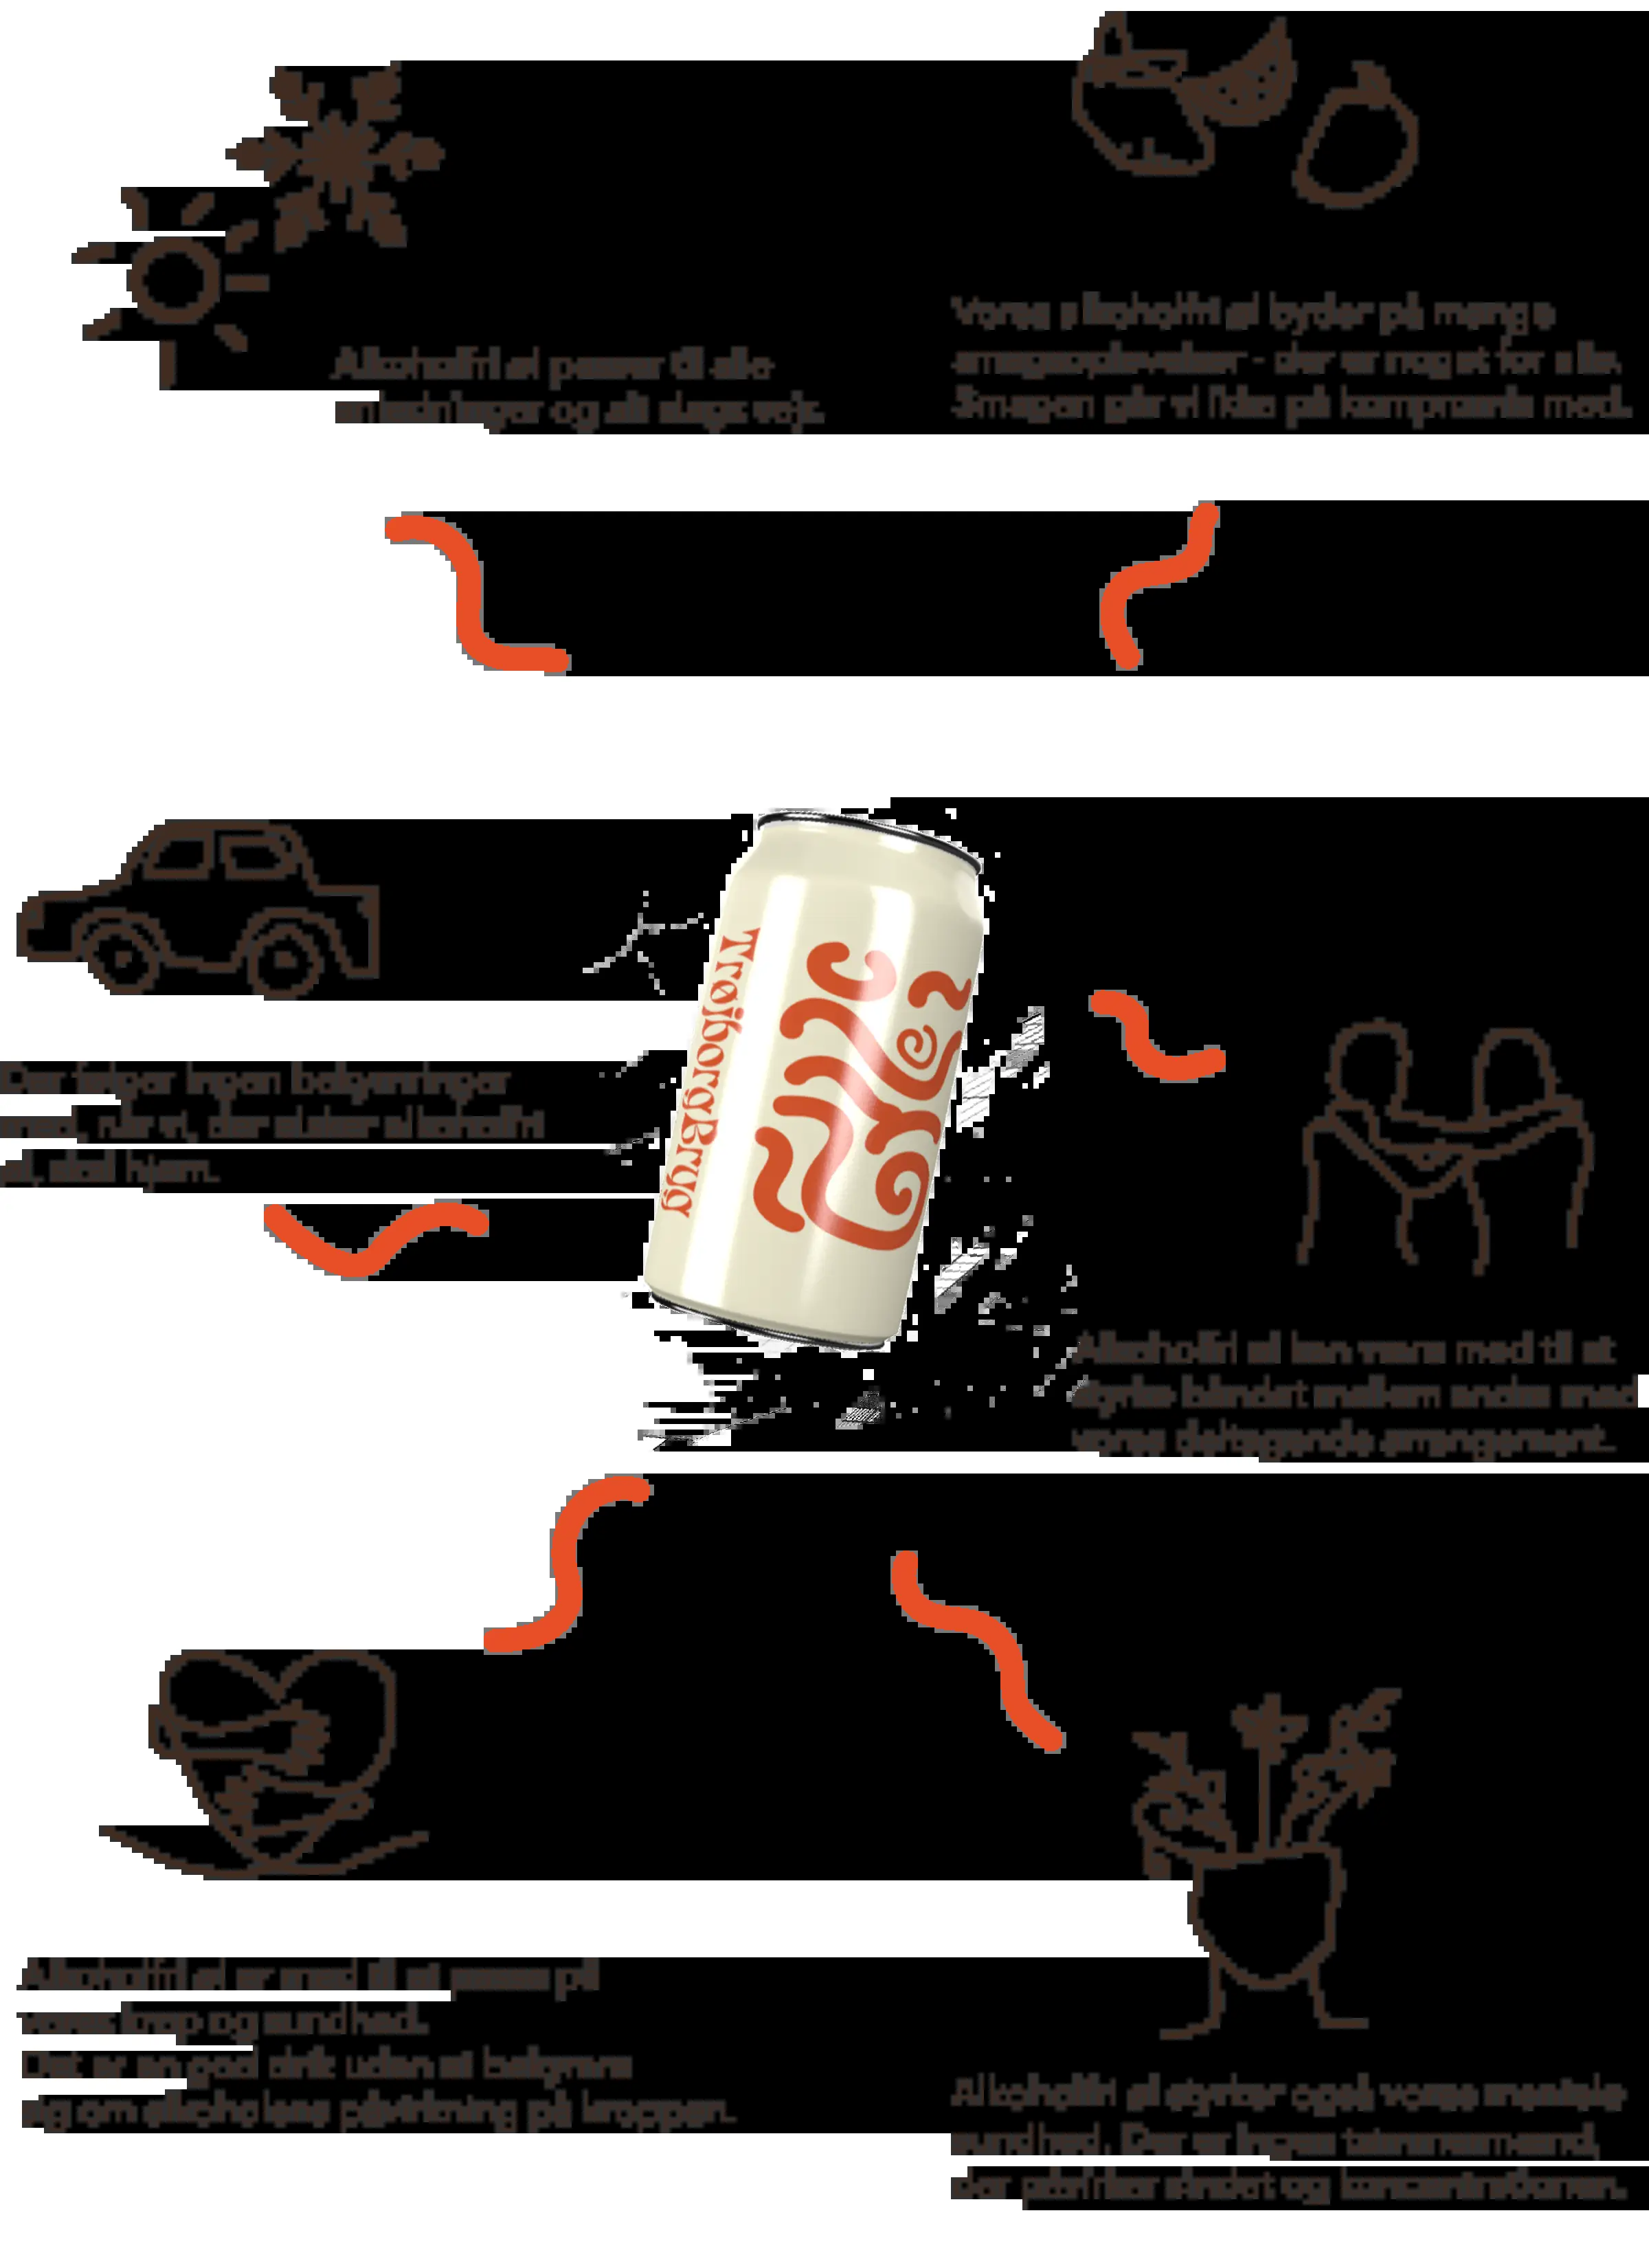 Vores alkoholfri øl byder på mange
smagsoplevelser - der er noget for alle.
Smagen går vi ikke på kompromis med.
Alkoholfri øl passer til alle
anledninger og alt slags vejr.
TrøjborgBryg
Der følger ingen bekymringer
med, når vi, der elsker alkoholfri
øl, skal hjem.
Alkoholfri øl kan være med til at
styrke båndet mellem andre med
vores deltagende arrangement.
Alkoholfri øl er med til at passe på
vores krop og sundhed.
Det er en god drik uden at bekymre
sig om alkoholens påvirkning på kroppen.
Alkoholfri øl styrker også vores mentale
sundhed. Der er ingen tømmermænd,
der påvirker sindet og koncentrationen.